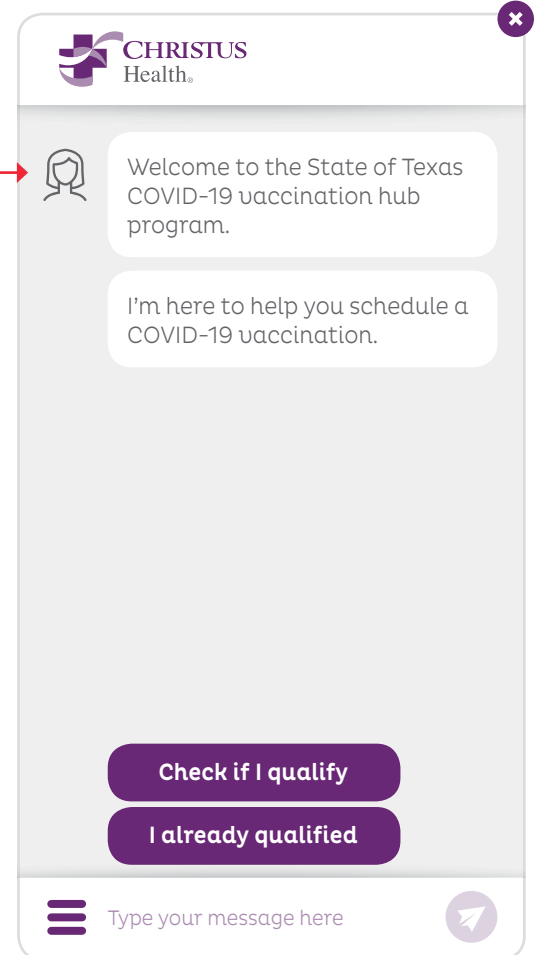 CHRISTUS
Health®
Welcome to the State of Texas
COVID-19 vaccination hub
program.
I'm here to help you schedule a
COVID-19 vaccination.
Check if I qualify
I already qualified
Type your message here